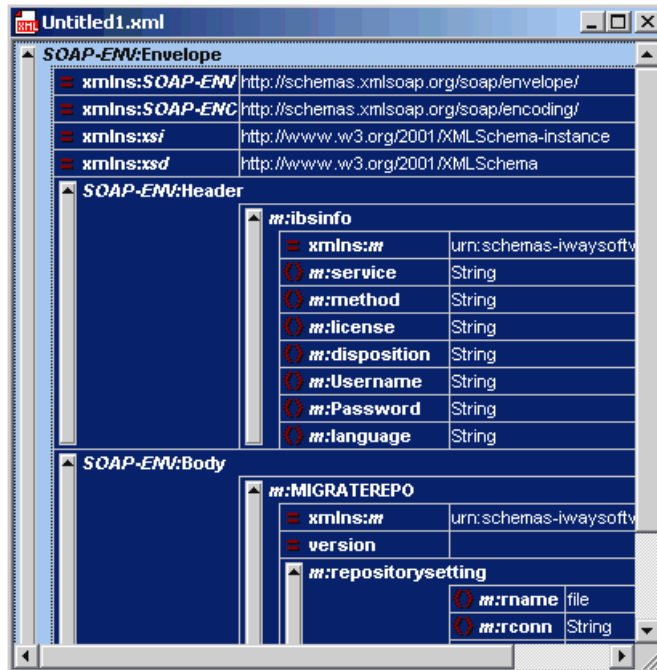 Untitled1.xml
SOAP-ENV:Envelope
= xmlns:SOAP-ENV http://schemas.xmlsoap.org/soap/envelope/
= xmlns:SOAP-ENC http://schemas.xmlsoap.org/soap/encoding/
= xmlns:xsi http://www.w3.org/2001/XMLSchema-instance
= xmlns:xsd http://www.w3.org/2001/XMLSchema
SOAP-ENV:Header
m:ibsinfo
= xmlns:m urn:schemas-iwaysoftw
() m:service String
() m:method String
() m:license String
() m:disposition String
() m:Username String
() m:Password String
() m:language String
SOAP-ENV:Body
m:MIGRATEREPO
= xmlns:m urn:schemas-iwaysoftw
= version
m:repositorysetting
() m:rname file
() m:rconn String